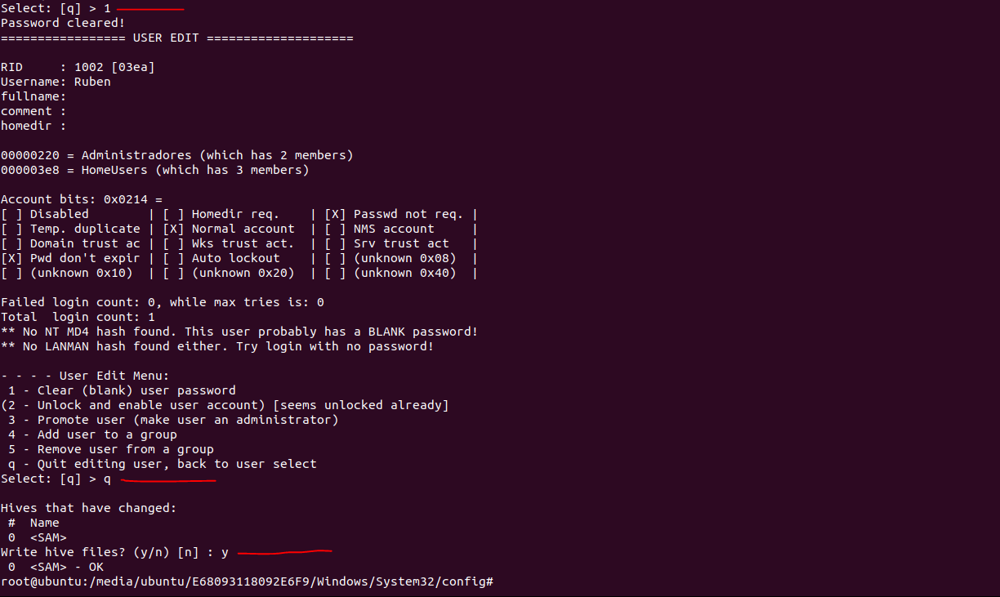 Select: [q] > 1
Password cleared!
================= USER EDIT ====================
RID     : 1002 [03ea]
Username: Ruben
fullname:
comment :
homedir :
00000220 = Administradores (which has 2 members)
000003e8 = HomeUsers (which has 3 members)
Account bits: 0x0214 =
[ ] Disabled        | [ ] Homedir req.    | [X] Passwd not req. |
[ ] Temp. duplicate | [X] Normal account  | [ ] NMS account     |
[ ] Domain trust ac | [ ] Wks trust act.  | [ ] Srv trust act   |
[X] Pwd don't expir | [ ] Auto lockout    | [ ] (unknown 0x08)  |
[ ] (unknown 0x10)  | [ ] (unknown 0x20)  | [ ] (unknown 0x40)  |
Failed login count: 0, while max tries is: 0
Total  login count: 1
** No NT MD4 hash found. This user probably has a BLANK password!
** No LANMAN hash found either. Try login with no password!
- - - - User Edit Menu:
 1 - Clear (blank) user password
(2 - Unlock and enable user account) [seems unlocked already]
 3 - Promote user (make user an administrator)
 4 - Add user to a group
 5 - Remove user from a group
 q - Quit editing user, back to user select
Select: [q] > q
Hives that have changed:
 #  Name
 0  <SAM>
Write hive files? (y/n) [n] : y
 0  <SAM> - OK
root@ubuntu:/media/ubuntu/E68093118092E6F9/Windows/System32/config#